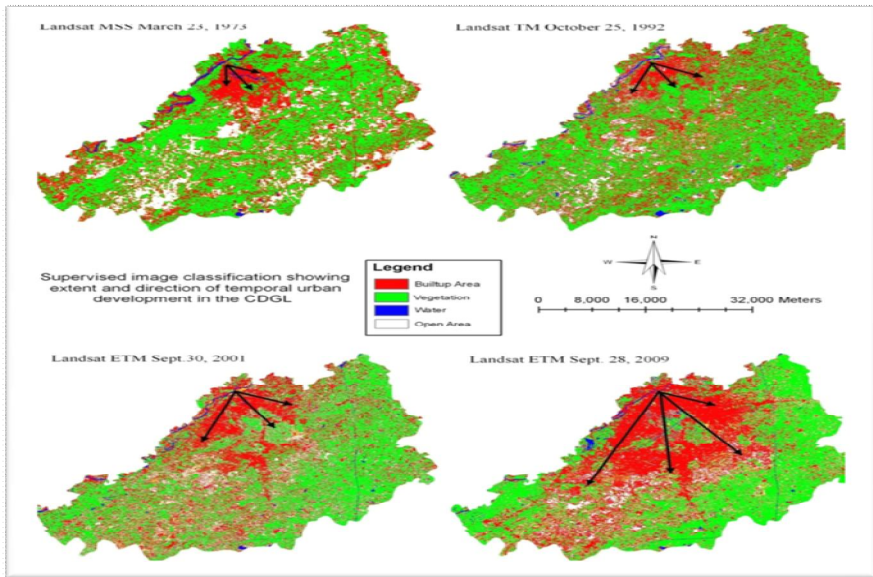 Landsat MSS March 23, 1973
Landsat TM October 25, 1992
Supervised image classification showing
extent and direction of temporal urban
development in the CDGL
Legend
Builtup Area
Vegetation
Water
Open Area
N
W E
S
0 8,000 16,000 32,000 Meters
Landsat ETM Sept.30, 2001
Landsat ETM Sept. 28, 2009